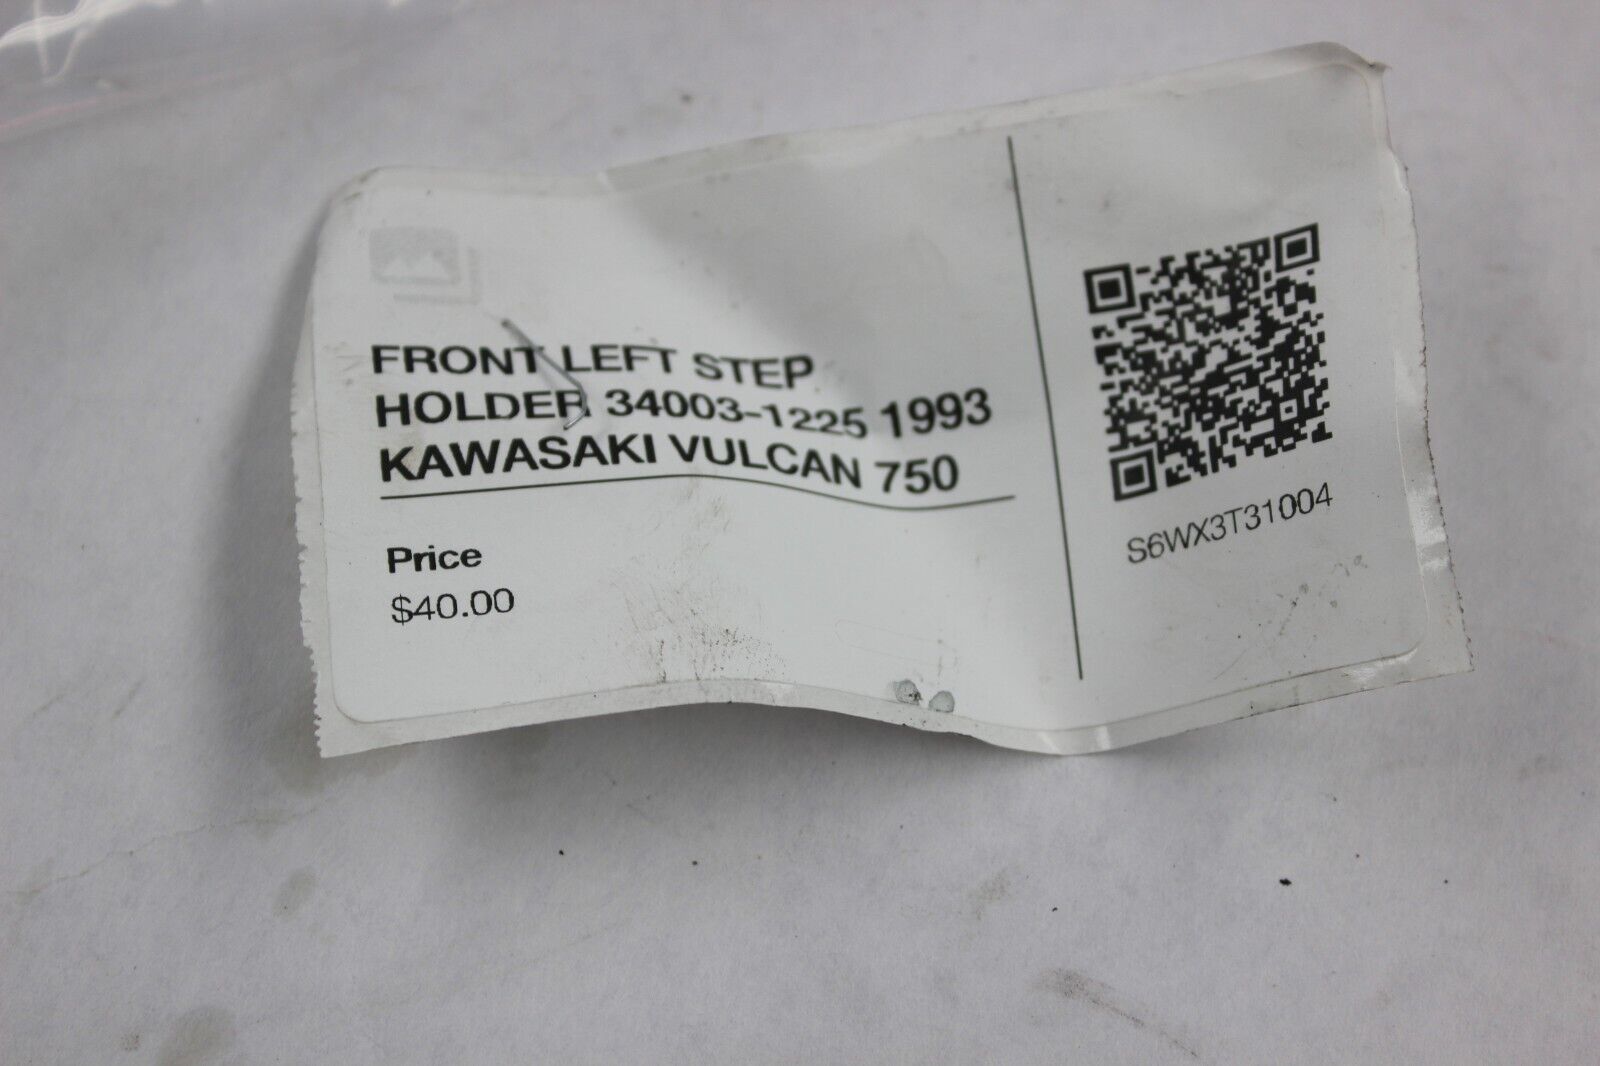 FRONT LEFT STEP
HOLDER 34003-1225 1993
KAWASAKI VULCAN 750
Price
$40.00
S6WX3T31004